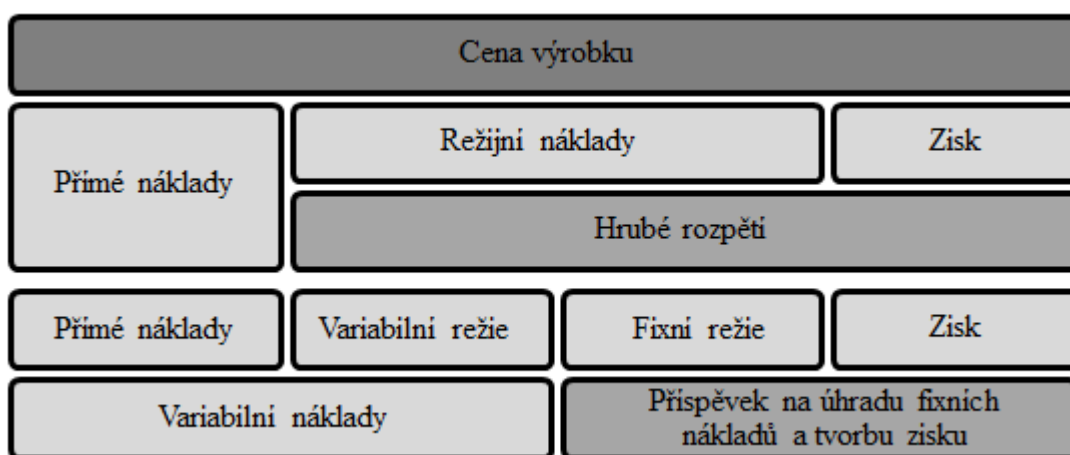 Cena výrobku
Přímé náklady
Režijní náklady
Zisk
Hrubé rozpětí
Přímé náklady
Variabilní režie
Fixní režie
Zisk
Variabilní náklady
Příspěvek na úhradu fixních
nákladů a tvorbu zisku